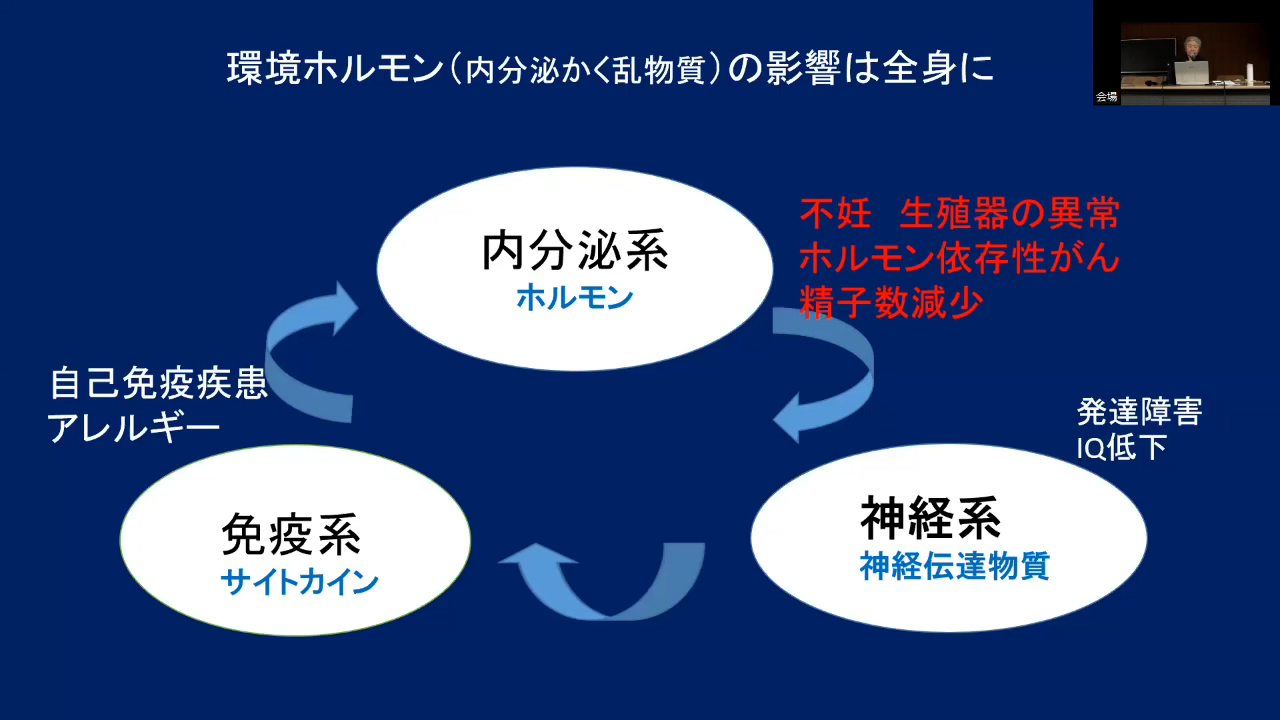 環境ホルモン（内分泌かく乱物質）の影響は全身に
会場
内分泌系
ホルモン
不妊　生殖器の異常
ホルモン依存性がん
精子数減少
自己免疫疾患
アレルギー
発達障害
IQ低下
免疫系
サイトカイン
神経系
神経伝達物質